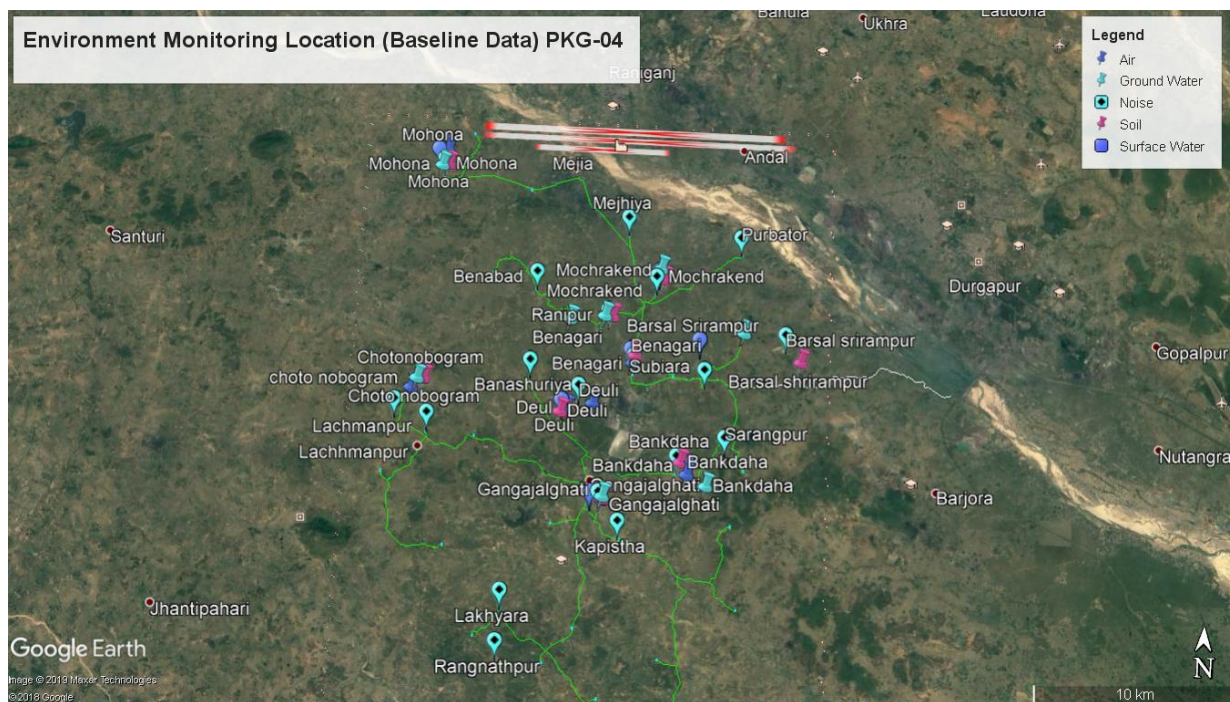 Environment Monitoring Location (Baseline Data) PKG-04
Ukhra
Raniganj
Legend
Air
Ground Water
Noise
Soil
Surface Water
Mohona
Mohona
Mohona
Mohona
Mejia
Andal
Mejhiya
Santuri
Purbator
Benabad
Mochrakend
Mochrakend
Mochrakend
Durgapur
Ranipur
Barsal Srirampur
Benagari
Benagari
Barsal srirampur
Gopalpur
Chotonobogram
Benagari
Subiara
choto nobogram
Banashuriya
Deuli
Barsal shrirampur
Choto nobogram
Deuli
Deuli
Lachmanpur
Deuli
Sarangpur
Lachhmanpur
Bankdaha
Nutangra
Bankdaha
Bankdaha
Gangajalghati
Gangajalghati
Bankdaha
Barjora
Gangajalghati
Kapistha
Jhantipahari
Lakhyara
Google Earth
Rangnathpur
Image © 2019 Maxar Technologies
© 2018 Google
N
10 km